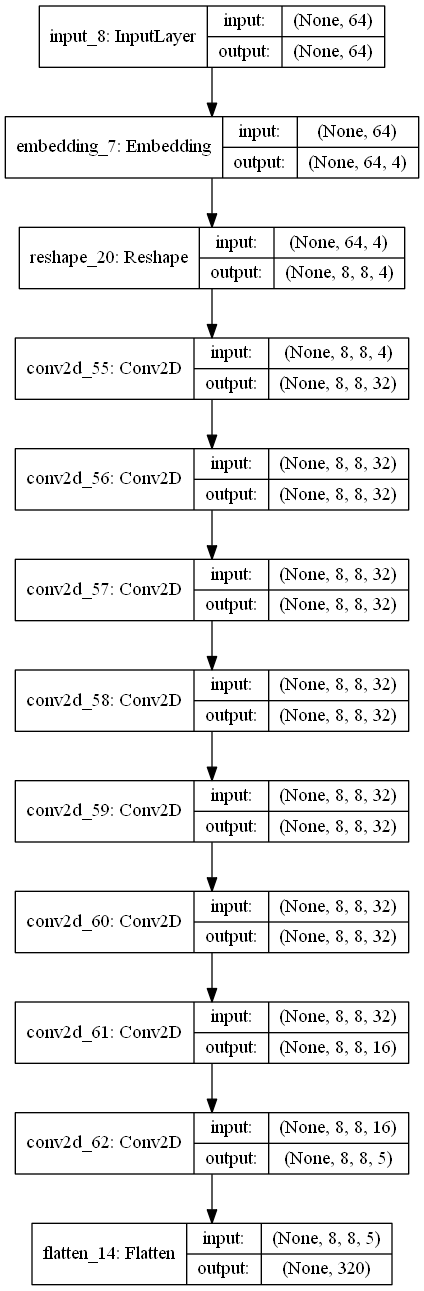 input_8: InputLayer
input:
(None, 64)
output:
(None, 64)
embedding_7: Embedding
input:
(None, 64)
output:
(None, 64, 4)
reshape_20: Reshape
input:
(None, 64, 4)
output:
(None, 8, 8, 4)
conv2d_55: Conv2D
input:
(None, 8, 8, 4)
output:
(None, 8, 8, 32)
conv2d_56: Conv2D
input:
(None, 8, 8, 32)
output:
(None, 8, 8, 32)
conv2d_57: Conv2D
input:
(None, 8, 8, 32)
output:
(None, 8, 8, 32)
conv2d_58: Conv2D
input:
(None, 8, 8, 32)
output:
(None, 8, 8, 32)
conv2d_59: Conv2D
input:
(None, 8, 8, 32)
output:
(None, 8, 8, 32)
conv2d_60: Conv2D
input:
(None, 8, 8, 32)
output:
(None, 8, 8, 32)
conv2d_61: Conv2D
input:
(None, 8, 8, 32)
output:
(None, 8, 8, 16)
conv2d_62: Conv2D
input:
(None, 8, 8, 16)
output:
(None, 8, 8, 5)
flatten_14: Flatten
input:
(None, 8, 8, 5)
output:
(None, 320)